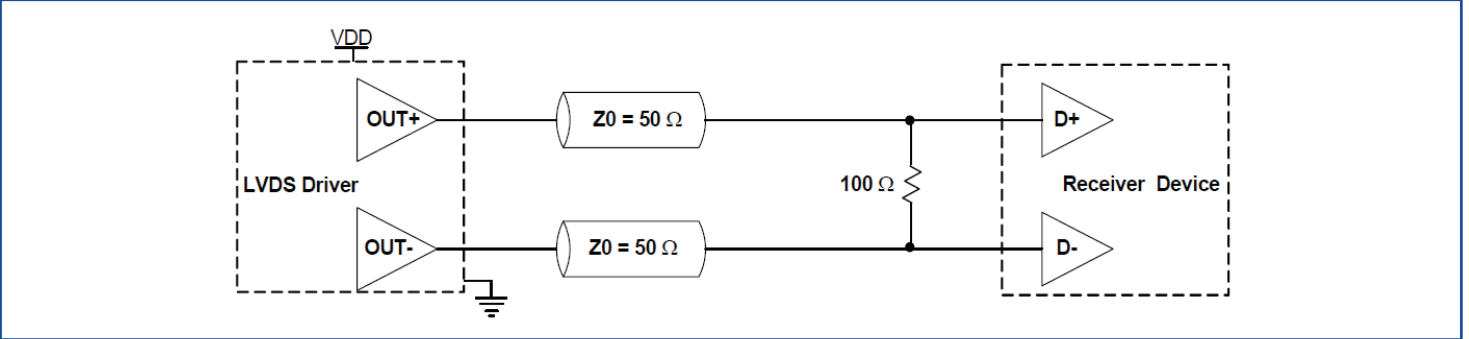 VDD
OUT+
Z0 = 50 Ω
D+
LVDS Driver
100 Ω
Receiver Device
OUT-
Z0 = 50 Ω
D-